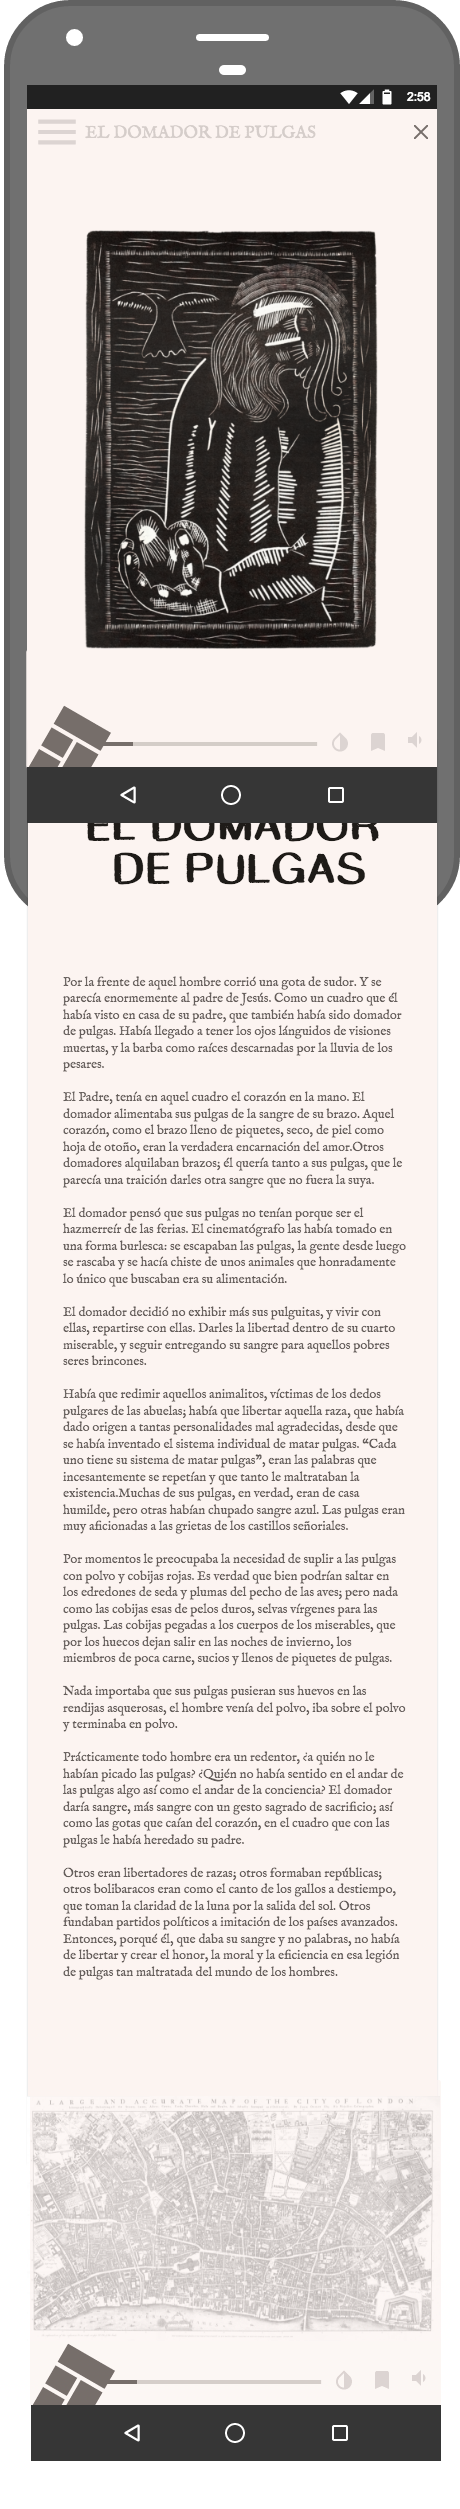 2:58
EL DOMADOR DE PULGAS
EL DOMADOR
DE PULGAS
Por la frente de aquel hombre corrió una gota de sudor. Y se
parecía enormemente al padre de Jesús. Como un cuadro que él
había visto en casa de su padre, que también había sido domador
de pulgas. Había llegado a tener los ojos lánguidos de visiones
muertas, y la barba como raíces descarnadas por la lluvia de los
pesares.
El Padre, tenía en aquel cuadro el corazón en la mano. El
domador alimentaba sus pulgas de la sangre de su brazo. Aquel
corazón, como el brazo lleno de piquetes, seco, de piel como
hoja de otoño, eran la verdadera encarnación del amor.Otros
domadores alquilaban brazos; él quería tanto a sus pulgas, que le
parecía una traición darles otra sangre que no fuera la suya.
El domador pensó que sus pulgas no tenían porque ser el
hazmerreír de las ferias. El cinematógrafo las había tomado en
una forma burlesca: se escapaban las pulgas, la gente desde luego
se rascaba y se hacía chiste de unos animales que honradamente
lo único que buscaban era su alimentación.
El domador decidió no exhibir más sus pulguitas, y vivir con
ellas, repartirse con ellas. Darles la libertad dentro de su cuarto
miserable, y seguir entregando su sangre para aquellos pobres
seres brincones.
Había que redimir aquellos animalitos, víctimas de los dedos
pulgares de las abuelas; había que libertar aquella raza, que había
dado origen a tantas personalidades mal agradecidas, desde que
se había inventado el sistema individual de matar pulgas. “Cada
uno tiene su sistema de matar pulgas”, eran las palabras que
incesantemente se repetían y que tanto le maltrataban la
existencia.Muchas de sus pulgas, en verdad, eran de casa
humilde, pero otras habían chupado sangre azul. Las pulgas eran
muy aficionadas a las grietas de los castillos señoriales.
Por momentos le preocupaba la necesidad de suplir a las pulgas
con polvo y cobijas rojas. Es verdad que bien podrían saltar en
los edredones de seda y plumas del pecho de las aves; pero nada
como las cobijas esas de pelos duros, selvas vírgenes para las
pulgas. Las cobijas pegadas a los cuerpos de los miserables, que
por los huecos dejan salir en las noches de invierno, los
miembros de poca carne, sucios y llenos de piquetes de pulgas.
Nada importaba que sus pulgas pusieran sus huevos en las
rendijas asquerosas, el hombre venía del polvo, iba sobre el polvo
y terminaba en polvo.
Prácticamente todo hombre era un redentor, ¿a quién no le
habían picado las pulgas? ¿Quién no había sentido en el andar de
las pulgas algo así como el andar de la conciencia? El domador
daría sangre, más sangre con un gesto sagrado de sacrificio; así
como las gotas que caían del corazón, en el cuadro que con las
pulgas le había heredado su padre.
Otros eran libertadores de razas; otros formaban repúblicas;
otros bolibaracos eran como el canto de los gallos a destiempo,
que toman la claridad de la luna por la salida del sol. Otros
fundaban partidos políticos a imitación de los países avanzados.
Entonces, porqué él, que daba su sangre y no palabras, no había
de libertar y crear el honor, la moral y la eficiencia en esa legión
de pulgas tan maltratada del mundo de los hombres.
A LARGE AND ACCURATE MAP OF THE CITY OF LONDON